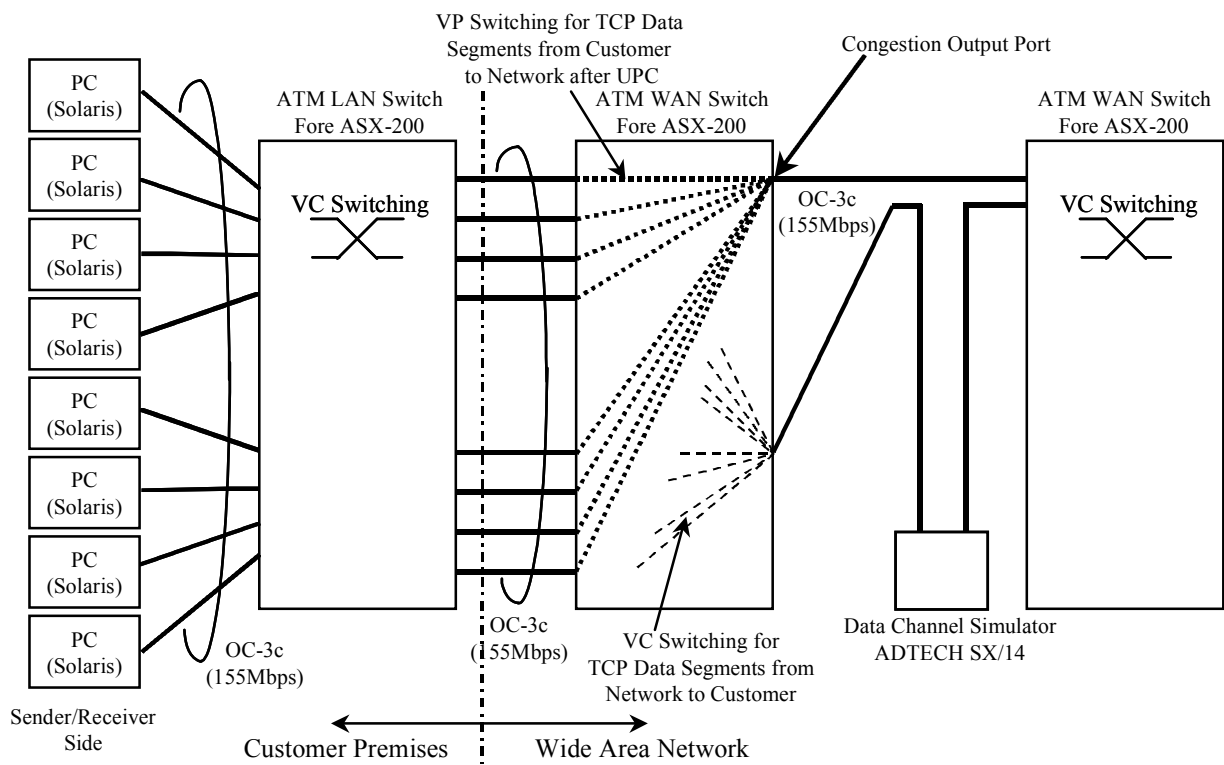 VP Switching for TCP Data
Segments from Customer
to Network after UPC
Congestion Output Port
PC
(Solaris)
PC
(Solaris)
PC
(Solaris)
PC
(Solaris)
PC
(Solaris)
PC
(Solaris)
PC
(Solaris)
PC
(Solaris)
Sender/Receiver
Side
ATM LAN Switch
Fore ASX-200
VC Switching
OC-3c
(155Mbps)
ATM WAN Switch
Fore ASX-200
OC-3c
(155Mbps)
OC-3c
(155Mbps)
VC Switching for
TCP Data Segments from
Network to Customer
ATM WAN Switch
Fore ASX-200
VC Switching
Data Channel Simulator
ADTECH SX/14
Customer Premises
Wide Area Network